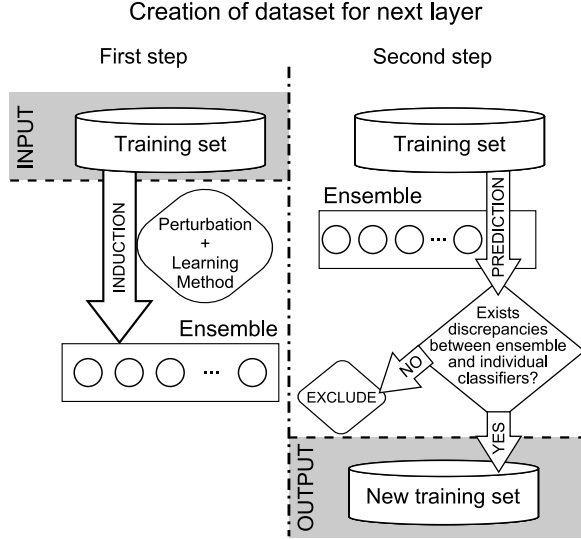 Creation of dataset for next layer
First step
Second step
INPUT
Training set
INDUCTION
Perturbation
+
Learning
Method
Ensemble
...
Training set
Ensemble
...
PREDICTION
Exists
discrepancies
between ensemble
and individual
classifiers?
NO
EXCLUDE
YES
OUTPUT
New training set